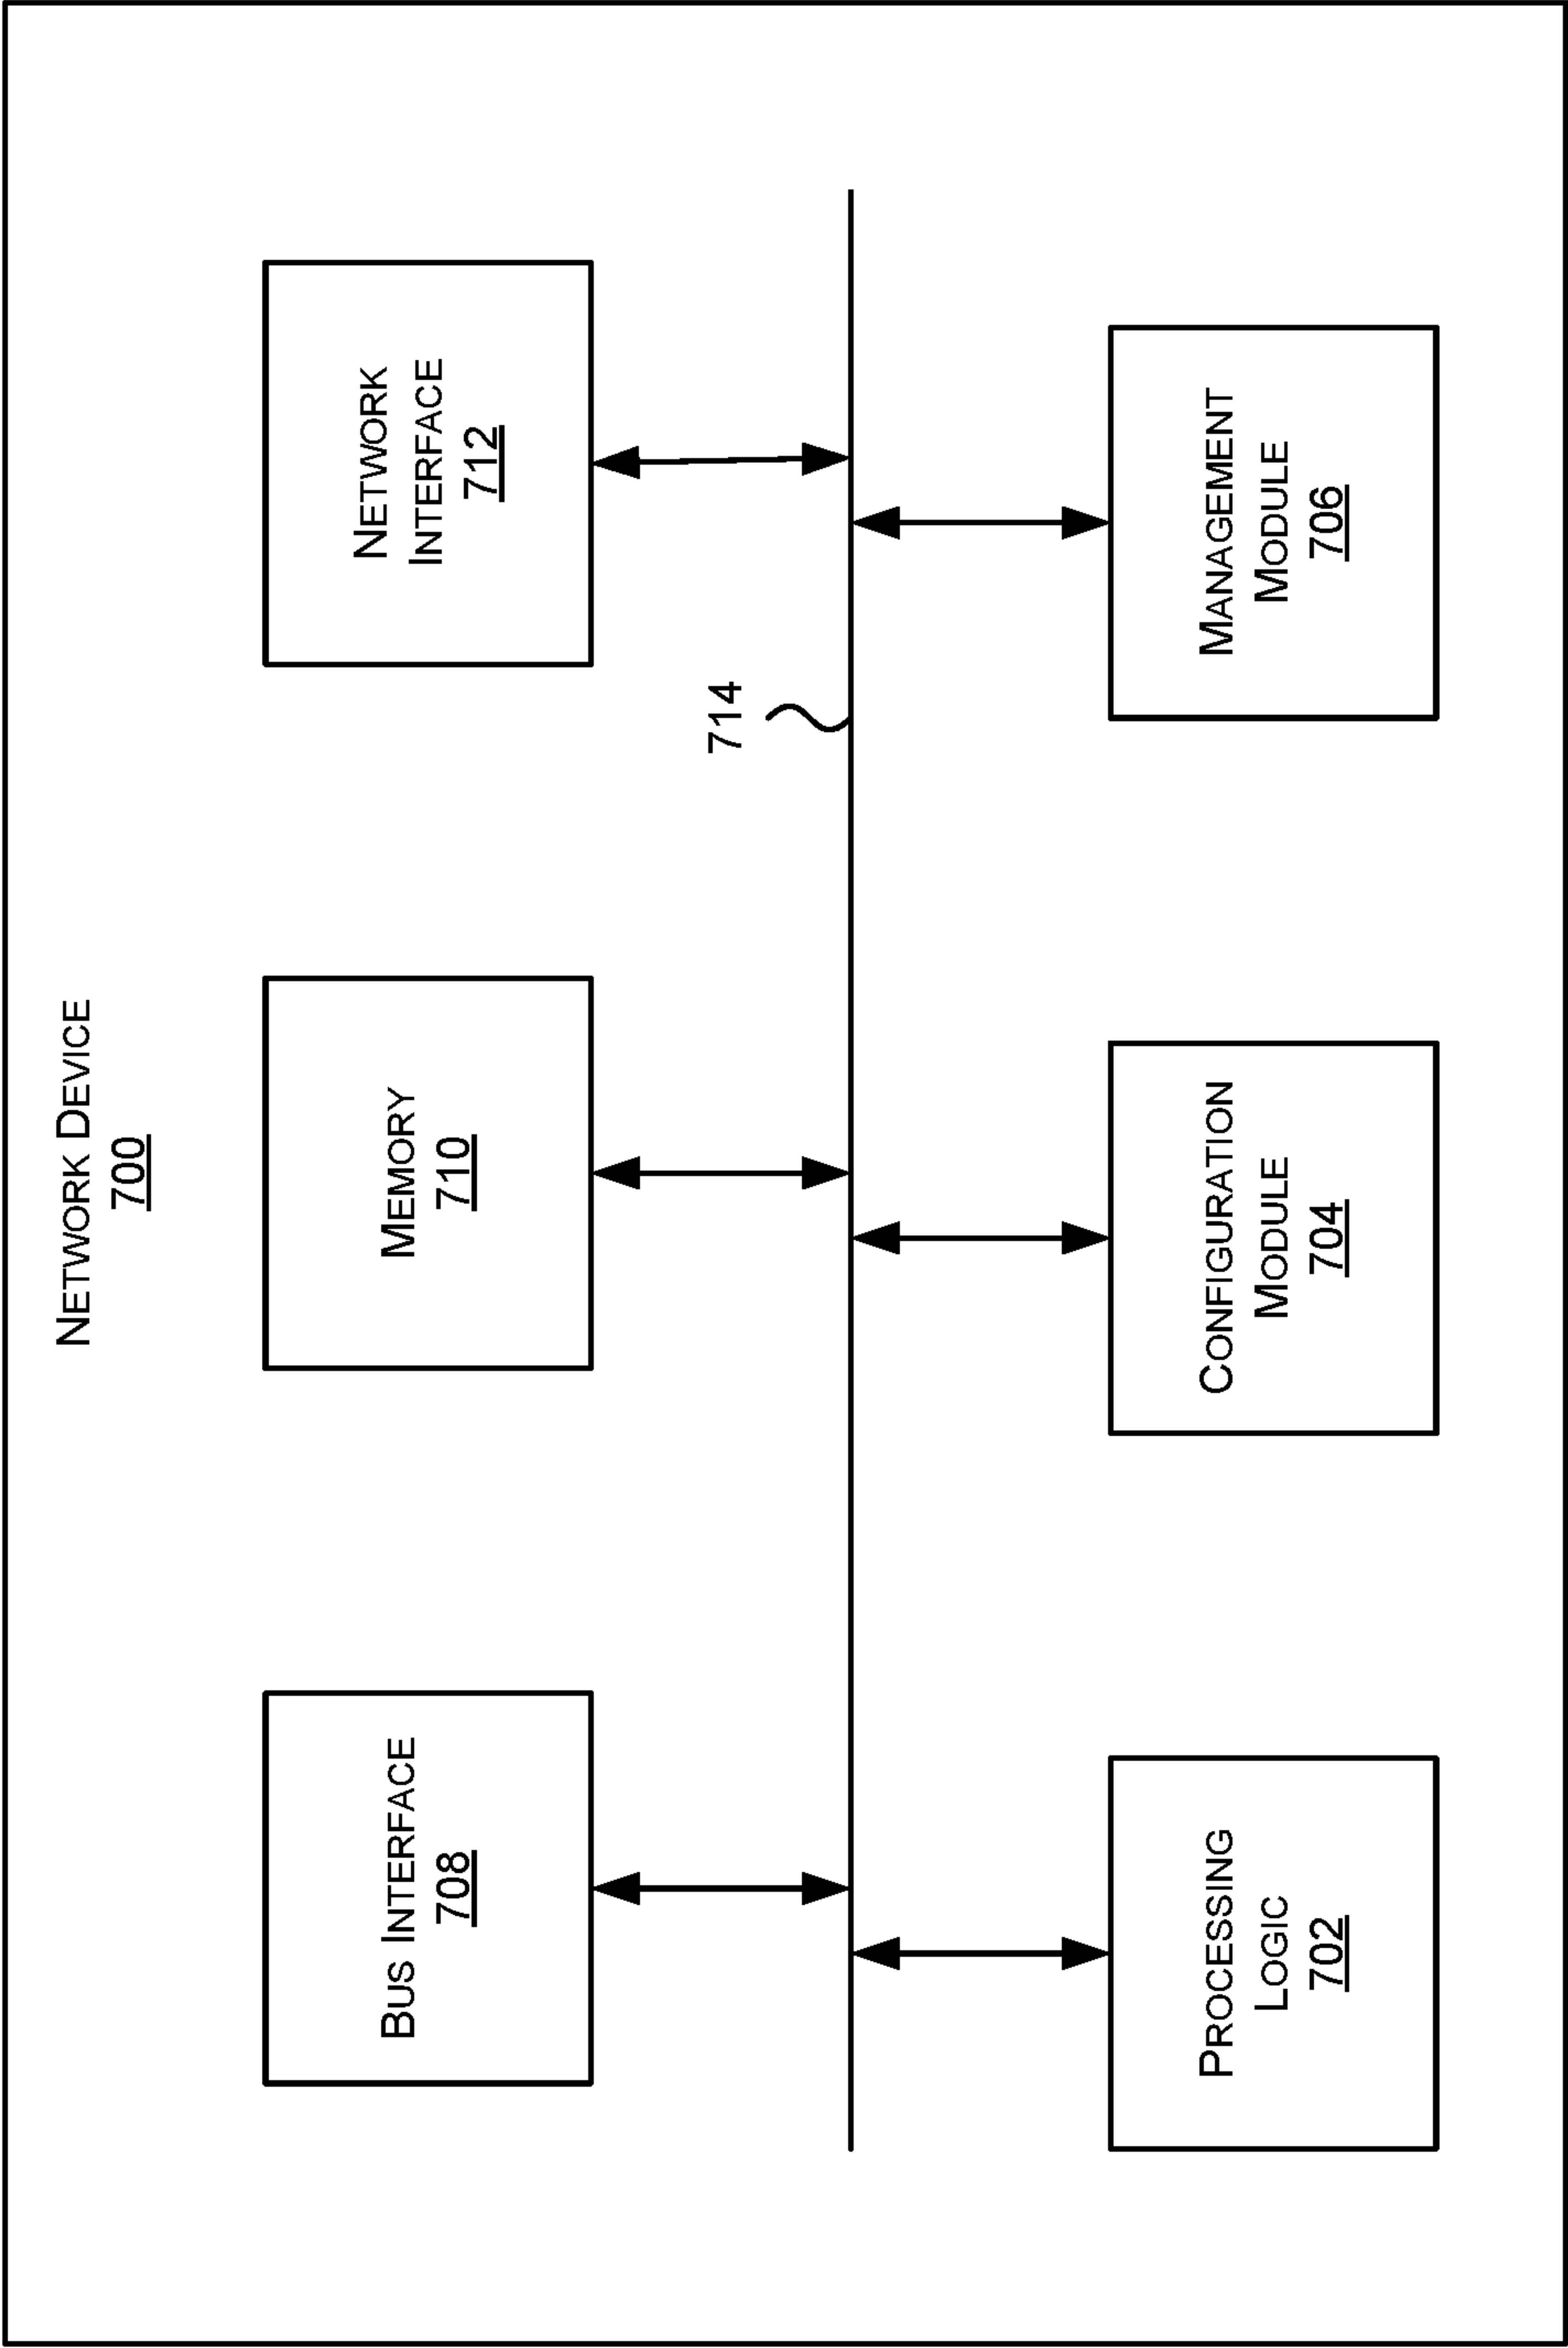 NETWORK DEVICE
700
BUS INTERFACE
708
MEMORY
710
NETWORK
INTERFACE
712
714
PROCESSING
LOGIC
702
CONFIGURATION
MODULE
704
MANAGEMENT
MODULE
706